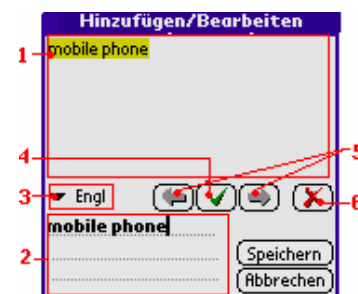 Hinzufügen/Bearbeiten
1
mobile phone
4
5
3
Engl
6
mobile phone
2
Speichern
Abbrechen